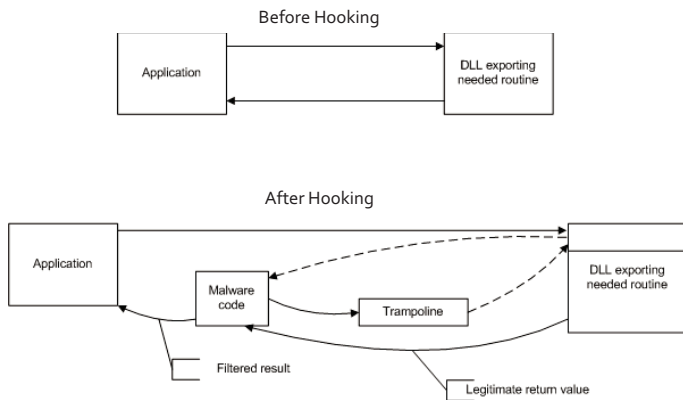 Before Hooking
Application
DLL exporting
needed routine
After Hooking
Application
DLL exporting
needed routine
Malware
code
Trampoline
Filtered result
Legitimate return value